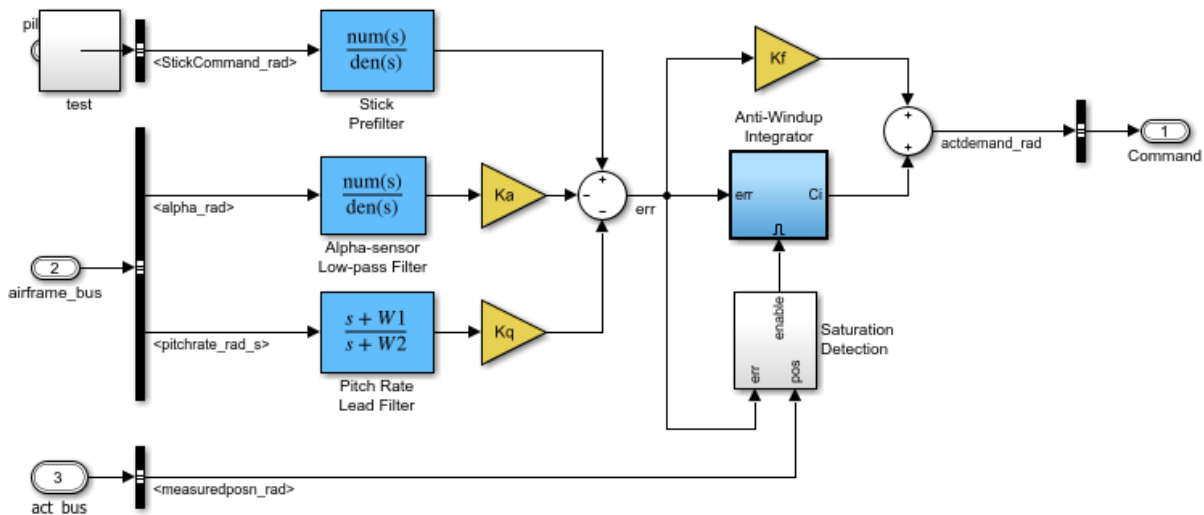 pil
test
<StickCommand_rad>
num(s)
den(s)
Stick
Prefilter
Kf
Anti-Windup
Integrator
+
+
actdemand_rad
1
Command
<alpha_rad>
num(s)
den(s)
Alpha-sensor
Low-pass Filter
Ka
+
−
−
err
err
Ci
2
airframe_bus
<pitchrate_rad_s>
s + W1
s + W2
Pitch Rate
Lead Filter
Kq
enable
err
pos
Saturation
Detection
3
act_bus
<measuredposn_rad>